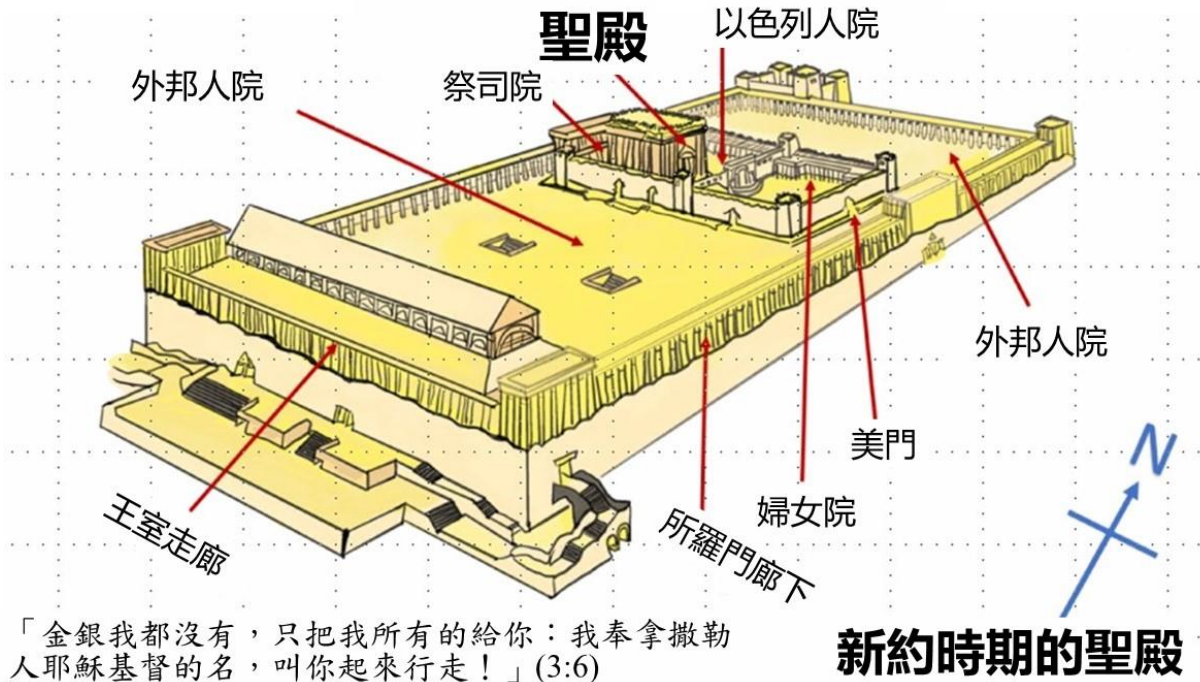 聖殿
以色列人院
外邦人院
祭司院
外邦人院
美門
婦女院
所羅門廊下
王室走廊
N
「金銀我都沒有，只把我所有的給你：我奉拿撒勒
人耶穌基督的名，叫你起來行走！」(3:6)
新約時期的聖殿